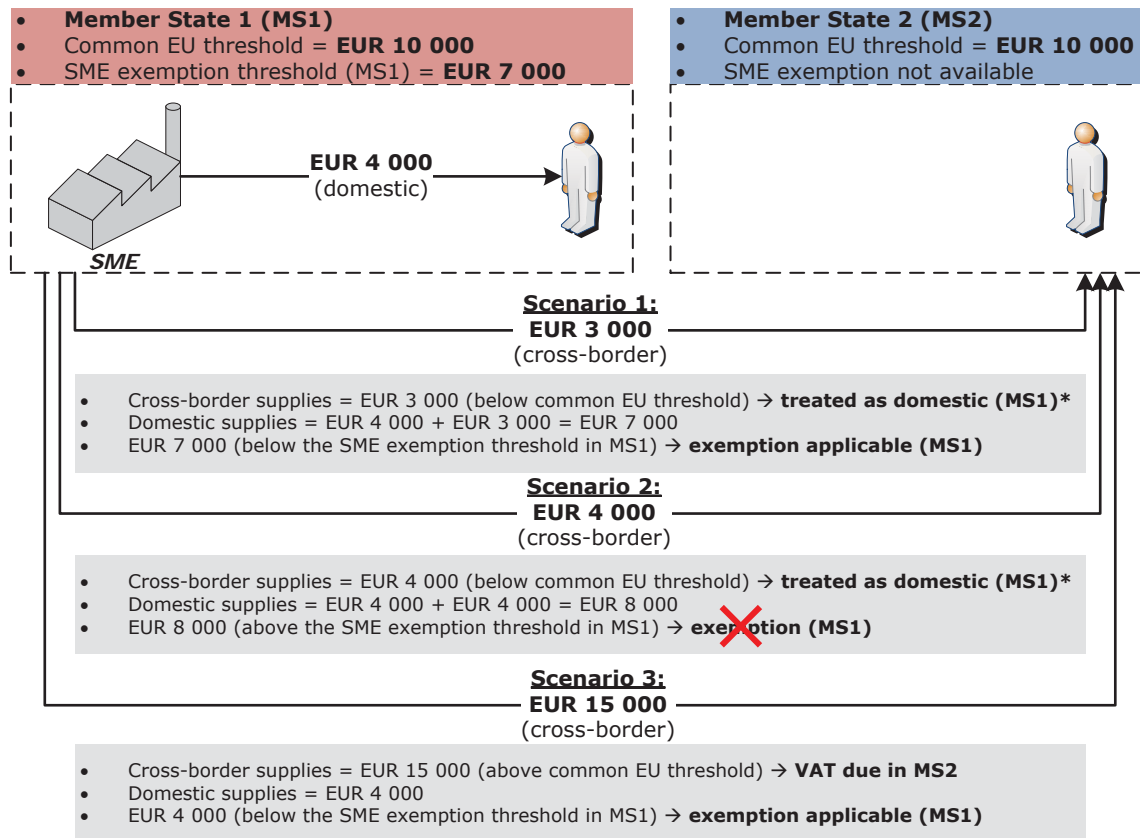 • Member State 1 (MS1)
• Common EU threshold = EUR 10 000
• SME exemption threshold (MS1) = EUR 7 000
• Member State 2 (MS2)
• Common EU threshold = EUR 10 000
• SME exemption not available
EUR 4 000
(domestic)
SME
Scenario 1:
EUR 3 000
(cross-border)
• Cross-border supplies = EUR 3 000 (below common EU threshold) → treated as domestic (MS1)*
• Domestic supplies = EUR 4 000 + EUR 3 000 = EUR 7 000
• EUR 7 000 (below the SME exemption threshold in MS1) → exemption applicable (MS1)
Scenario 2:
EUR 4 000
(cross-border)
• Cross-border supplies = EUR 4 000 (below common EU threshold) → treated as domestic (MS1)*
• Domestic supplies = EUR 4 000 + EUR 4 000 = EUR 8 000
• EUR 8 000 (above the SME exemption threshold in MS1) → exemption (MS1)
Scenario 3:
EUR 15 000
(cross-border)
• Cross-border supplies = EUR 15 000 (above common EU threshold) → VAT due in MS2
• Domestic supplies = EUR 4 000
• EUR 4 000 (below the SME exemption threshold in MS1) → exemption applicable (MS1)